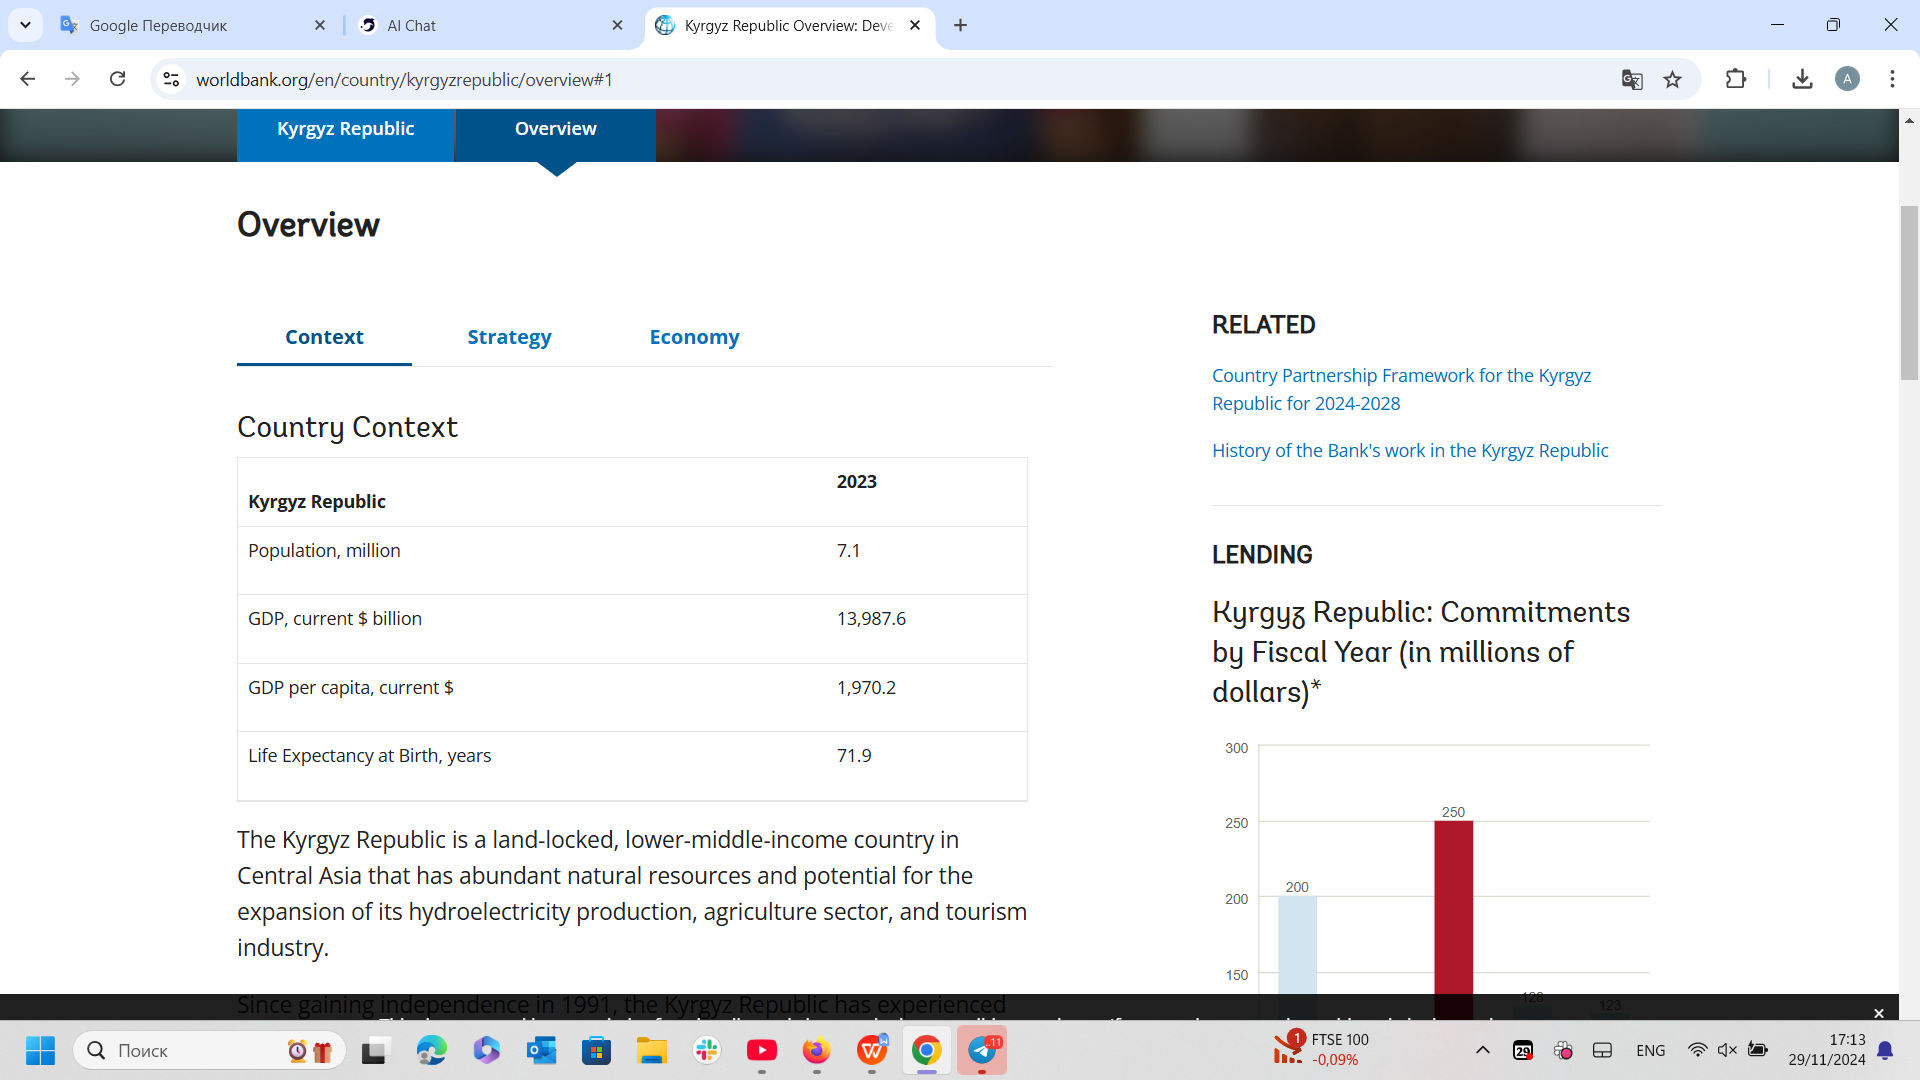 Google Переводчик
AI Chat
Kyrgyz Republic Overview: Deve
worldbank.org/en/country/kyrgyzrepublic/overview#1
A
Kyrgyz Republic
Overview
Overview
Context
Strategy
Economy
Country Context
Kyrgyz Republic 2023
Population, million 7.1
GDP, current $ billion 13,987.6
GDP per capita, current $ 1,970.2
Life Expectancy at Birth, years 71.9
The Kyrgyz Republic is a land-locked, lower-middle-income country in
Central Asia that has abundant natural resources and potential for the
expansion of its hydroelectricity production, agriculture sector, and tourism
industry.
Since gaining independence in 1991, the Kyrgyz Republic has experienced
RELATED
Country Partnership Framework for the Kyrgyz
Republic for 2024-2028
History of the Bank's work in the Kyrgyz Republic
LENDING
Kyrgyz Republic: Commitments
by Fiscal Year (in millions of
dollars)*
300
250
250
200
200
150
128
123
Поиск
..11
1
FTSE 100
-0,09%
29
ENG
17:13
29/11/2024